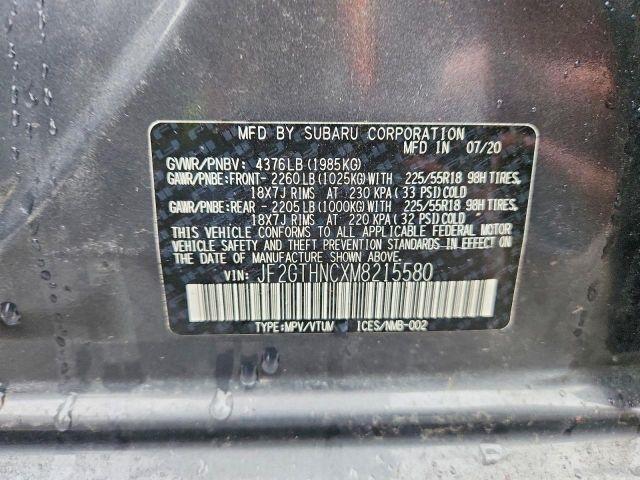 MFD BY SUBARU CORPORATION
MFD IN 07/20
GVWR/PNBV: 4376LB(1985KG)
GAWR/PNBE:FRONT- 2260LB(1025KG)WITH 225/55R18 98H TIRES,
18X7J RIMS AT 230 KPA(33 PSI)COLD
GAWR/PNBE:REAR - 2205LB(1000KG)WITH 225/55R18 98H TIRES,
18X7J RIMS AT 220 KPA(32 PSI)COLD
THIS VEHICLE CONFORMS TO ALL APPLICABLE FEDERAL MOTOR
VEHICLE SAFETY AND THEFT PREVENTION STANDARDS IN EFFECT ON
THE DATE OF MANUFACTURE SHOWN ABOVE.
VIN: JF2GTHNCXM8215580
TYPE:MPV/VTUM ICES/NMB-002